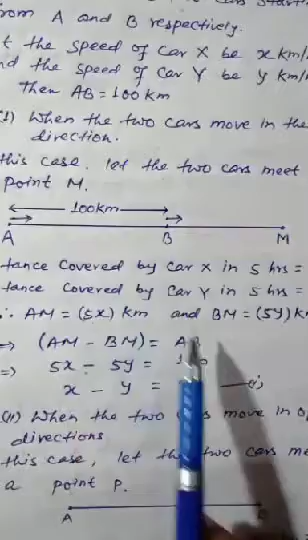 from A and B respectively.
the speed of car X be x km/
the speed of car Y be y km/
Then AB = 100 km
When the two cars move in the
direction.
this case, let the two cars meet
point M.
100km
A B M
tance covered by car X in 5 hrs =
tance covered by car Y in 5 hrs =
∴ AM = (5x) km and BM = (5y) k
⇒ (AM - BM) = A
⇒ 5x - 5y = 1
x - y =
(II) When the two move in
directions
this case, let the two cars me
a point P.
A